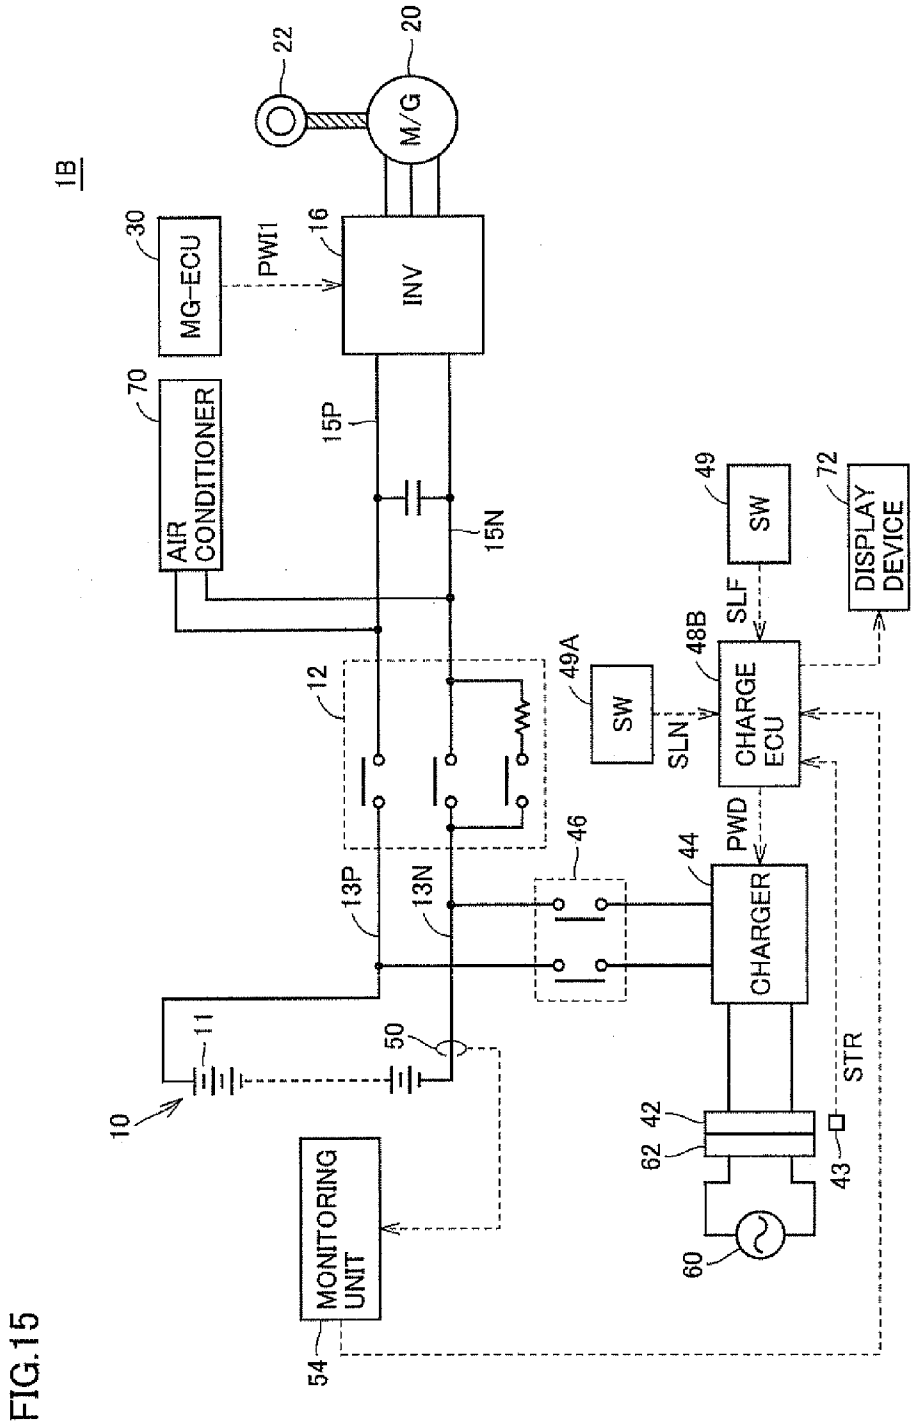 FIG.15
1B
10
11
50
MONITORING
UNIT
54
13P
13N
12
46
AIR
CONDITIONER
70
MG-ECU
30
PWI1
15P
15N
INV
16
M/G
20
22
60
62
42
43
STR
CHARGER
44
PWD
CHARGE
ECU
48B
SW
49A
SLN
SW
49
SLF
DISPLAY
DEVICE
72